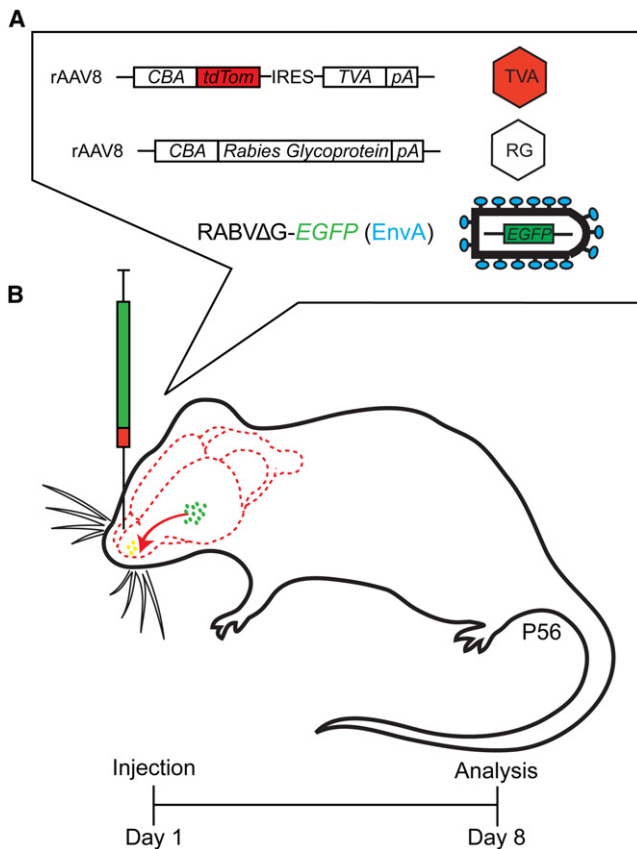 A
rAAV8 CBA tdTom IRES TVA pA TVA
rAAV8 CBA Rabies Glycoprotein pA RG
RABVΔG-EGFP (EnvA) EGFP
B
P56
Injection Analysis
Day 1 Day 8